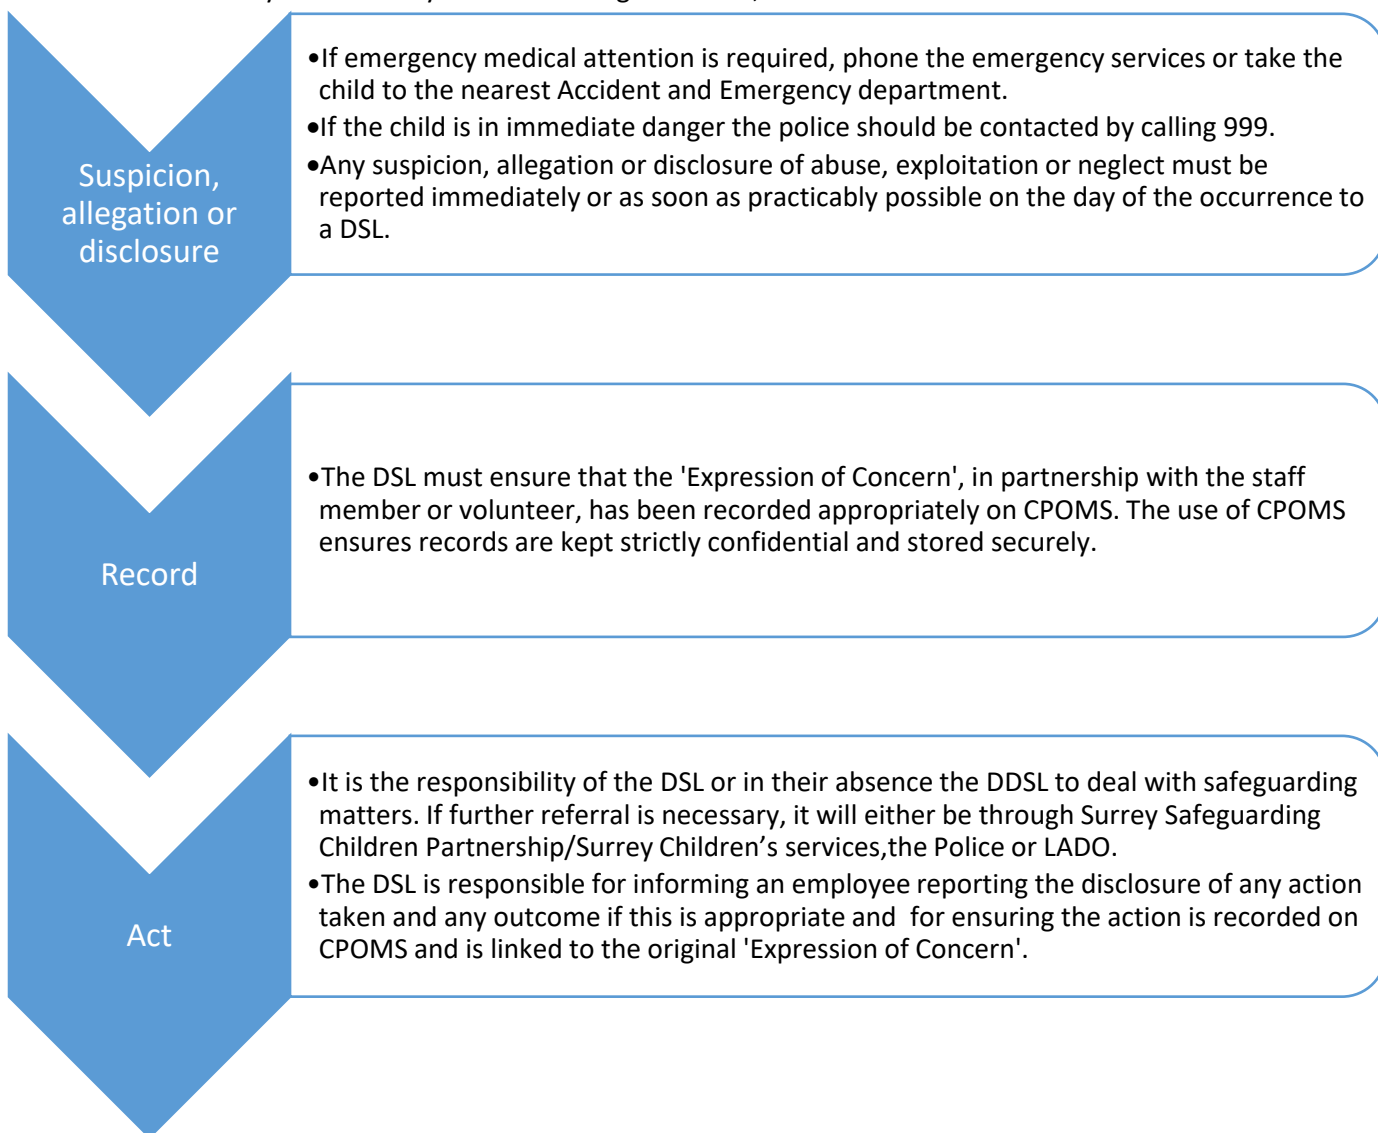 Suspicion,
allegation or
disclosure
•If emergency medical attention is required, phone the emergency services or take the
child to the nearest Accident and Emergency department.
•If the child is in immediate danger the police should be contacted by calling 999.
•Any suspicion, allegation or disclosure of abuse, exploitation or neglect must be
reported immediately or as soon as practicably possible on the day of the occurrence to
a DSL.
Record
•The DSL must ensure that the 'Expression of Concern', in partnership with the staff
member or volunteer, has been recorded appropriately on CPOMS. The use of CPOMS
ensures records are kept strictly confidential and stored securely.
Act
•It is the responsibility of the DSL or in their absence the DDSL to deal with safeguarding
matters. If further referral is necessary, it will either be through Surrey Safeguarding
Children Partnership/Surrey Children’s services,the Police or LADO.
•The DSL is responsible for informing an employee reporting the disclosure of any action
taken and any outcome if this is appropriate and  for ensuring the action is recorded on
CPOMS and is linked to the original 'Expression of Concern'.